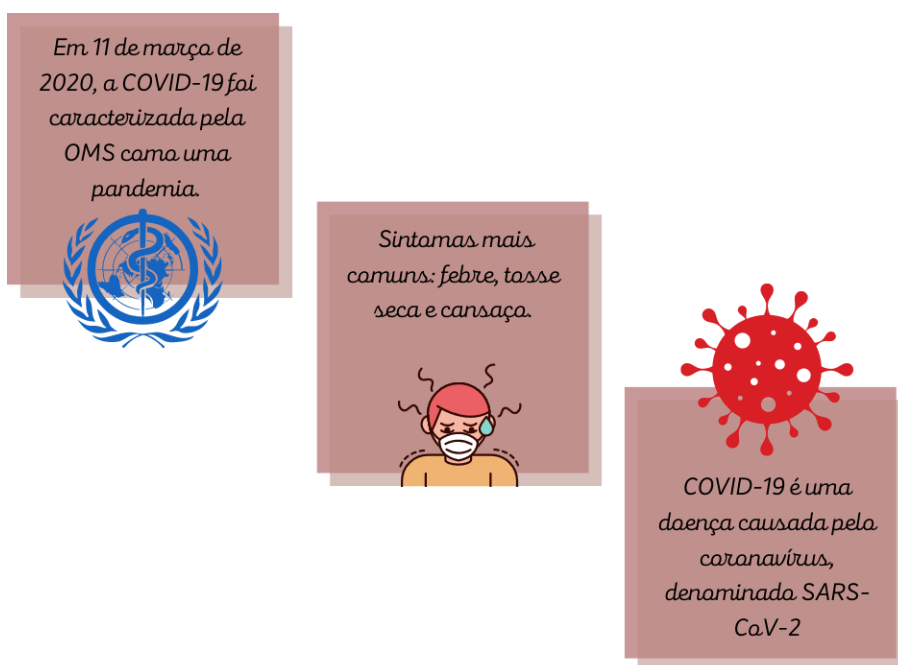 Em 11 de março de
2020, a COVID-19 foi
caracterizada pela
OMS como uma
pandemia.
Sintomas mais
comuns: febre, tosse
seca e cansaço.
COVID-19 é uma
doença causada pelo
coronavírus,
denominado SARS-
CoV-2